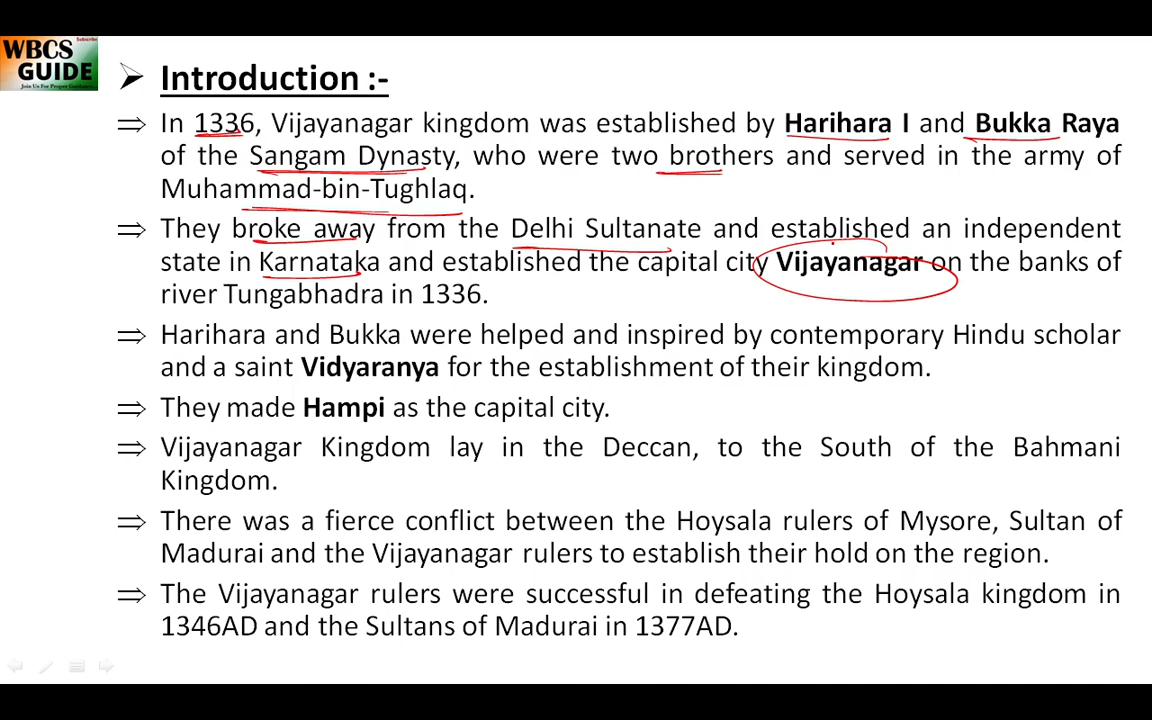 Subscribe
WBCS
GUIDE
Join Us For Proper Guidance
Introduction :-
⇒ In 1336, Vijayanagar kingdom was established by Harihara I and Bukka Raya
of the Sangam Dynasty, who were two brothers and served in the army of
Muhammad-bin-Tughlaq.
⇒ They broke away from the Delhi Sultanate and established an independent
state in Karnataka and established the capital city Vijayanagar on the banks of
river Tungabhadra in 1336.
⇒ Harihara and Bukka were helped and inspired by contemporary Hindu scholar
and a saint Vidyaranya for the establishment of their kingdom.
⇒ They made Hampi as the capital city.
⇒ Vijayanagar Kingdom lay in the Deccan, to the South of the Bahmani
Kingdom.
⇒ There was a fierce conflict between the Hoysala rulers of Mysore, Sultan of
Madurai and the Vijayanagar rulers to establish their hold on the region.
⇒ The Vijayanagar rulers were successful in defeating the Hoysala kingdom in
1346AD and the Sultans of Madurai in 1377AD.